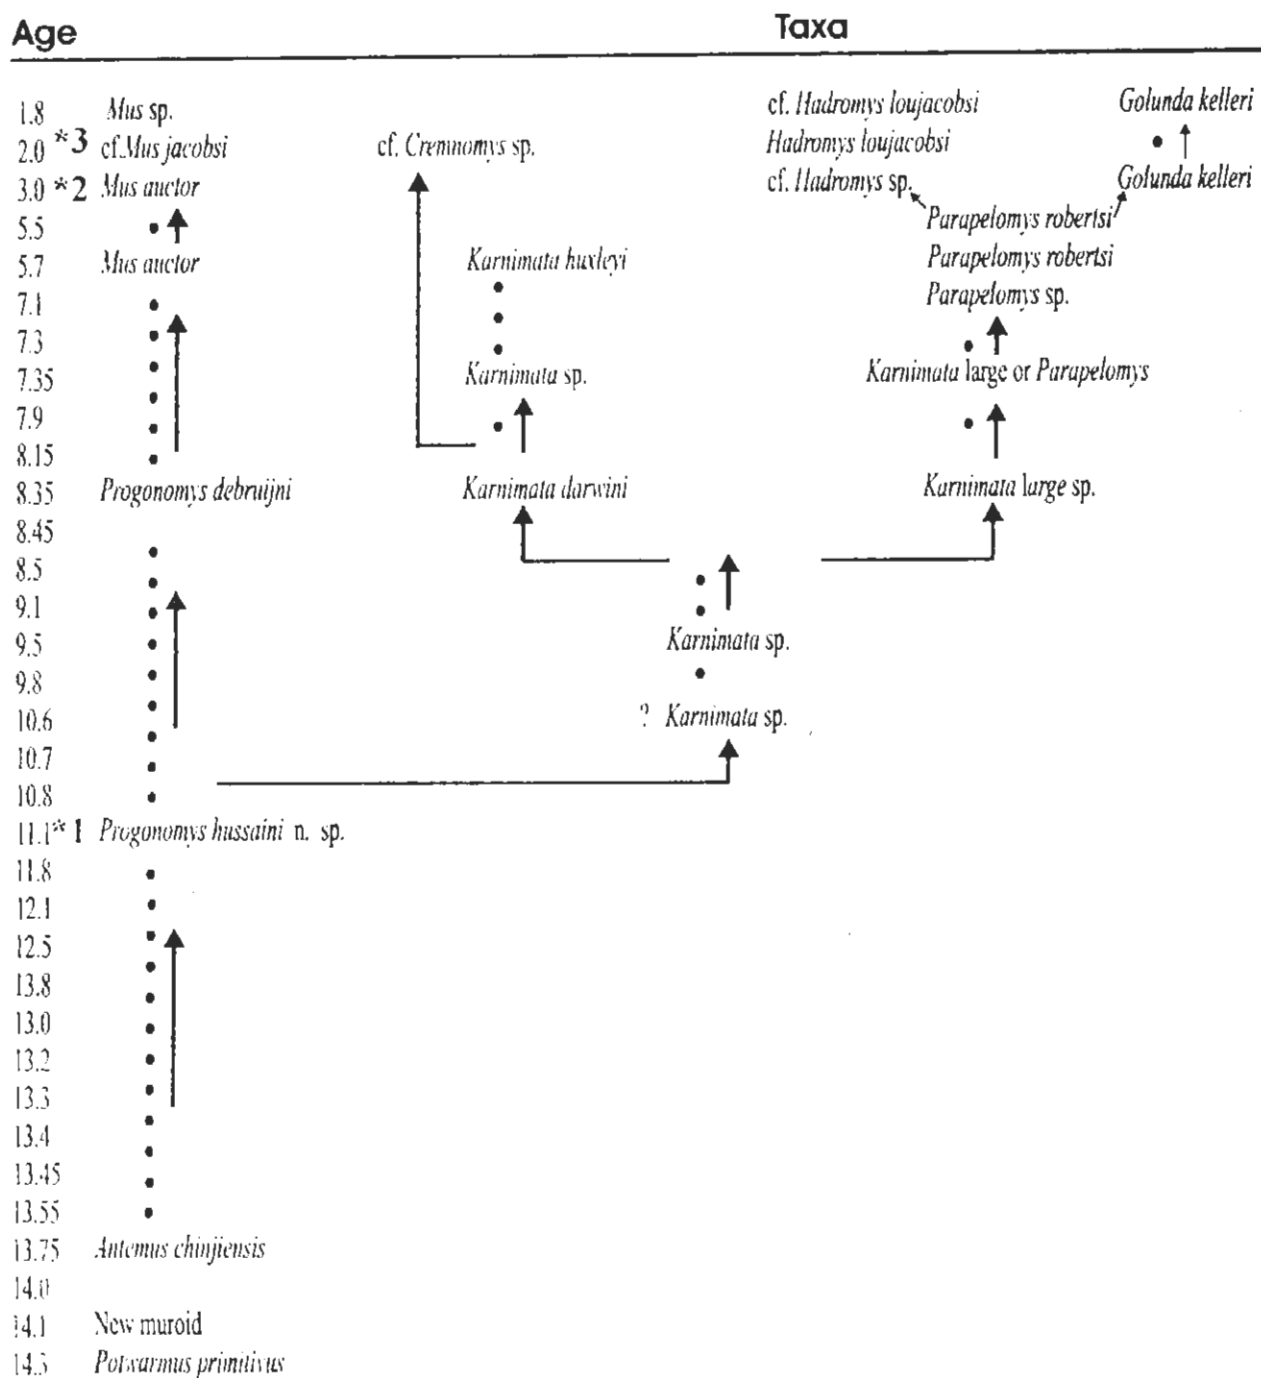 Age Taxa
1.8 Mus sp. cf. Hadromys loujacobsi Golunda kelleri
2.0 *3 cf.Mus jacobsi cf. Cremnomys sp. Hadromys loujacobsi
3.0 *2 Mus auctor cf. Hadromys sp. Golunda kelleri
5.5 Parapelomys robertsi
5.7 Mus auctor Karnimata huxleyi Parapelomys robertsi
7.1 Parapelomys sp.
7.3
7.35 Karnimata sp. Karnimata large or Parapelomys
7.9
8.15
8.35 Progonomys debruijni Karnimata darwini Karnimata large sp.
8.45
8.5
9.1
9.5 Karnimata sp.
9.8
10.6 ? Karnimata sp.
10.7
10.8
11.1* 1 Progonomys hussaini n. sp.
11.8
12.1
12.5
13.8
13.0
13.2
13.3
13.4
13.45
13.55
13.75 Antemus chinjiensis
14.0
14.1 New muroid
14.3 Potwarmus primitivus